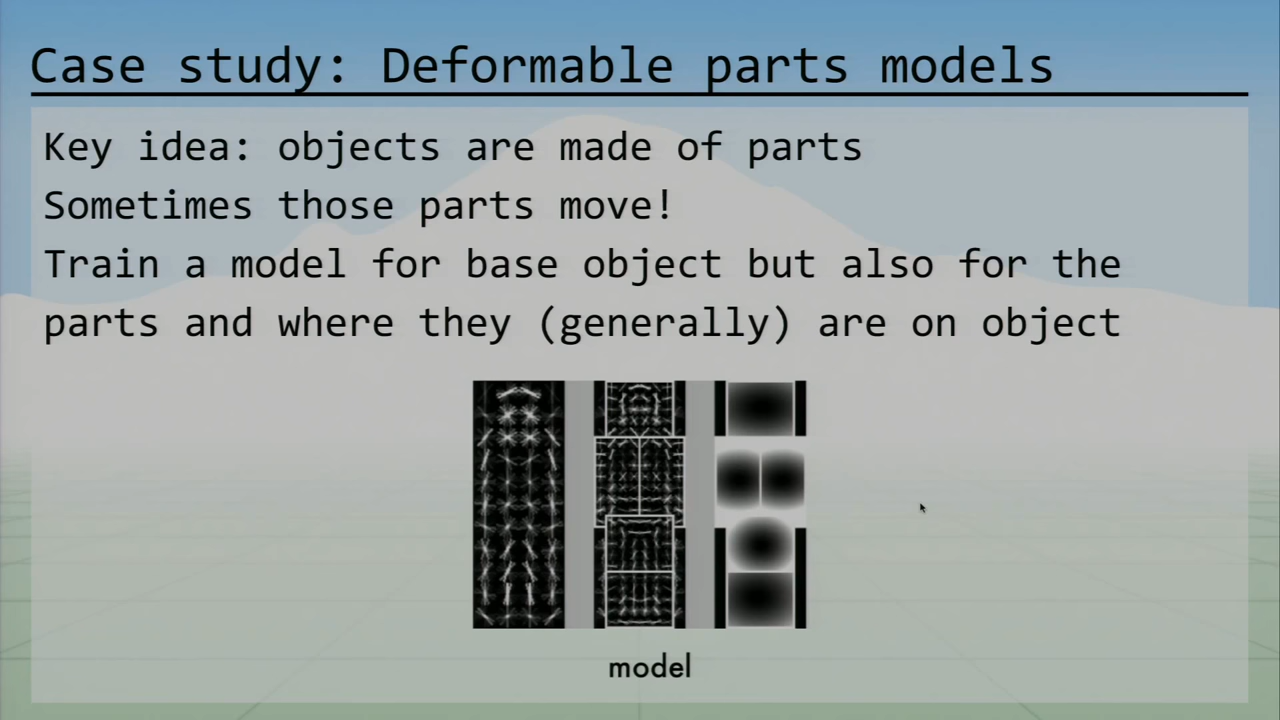 Case study: Deformable parts models
Key idea: objects are made of parts
Sometimes those parts move!
Train a model for base object but also for the
parts and where they (generally) are on object
model